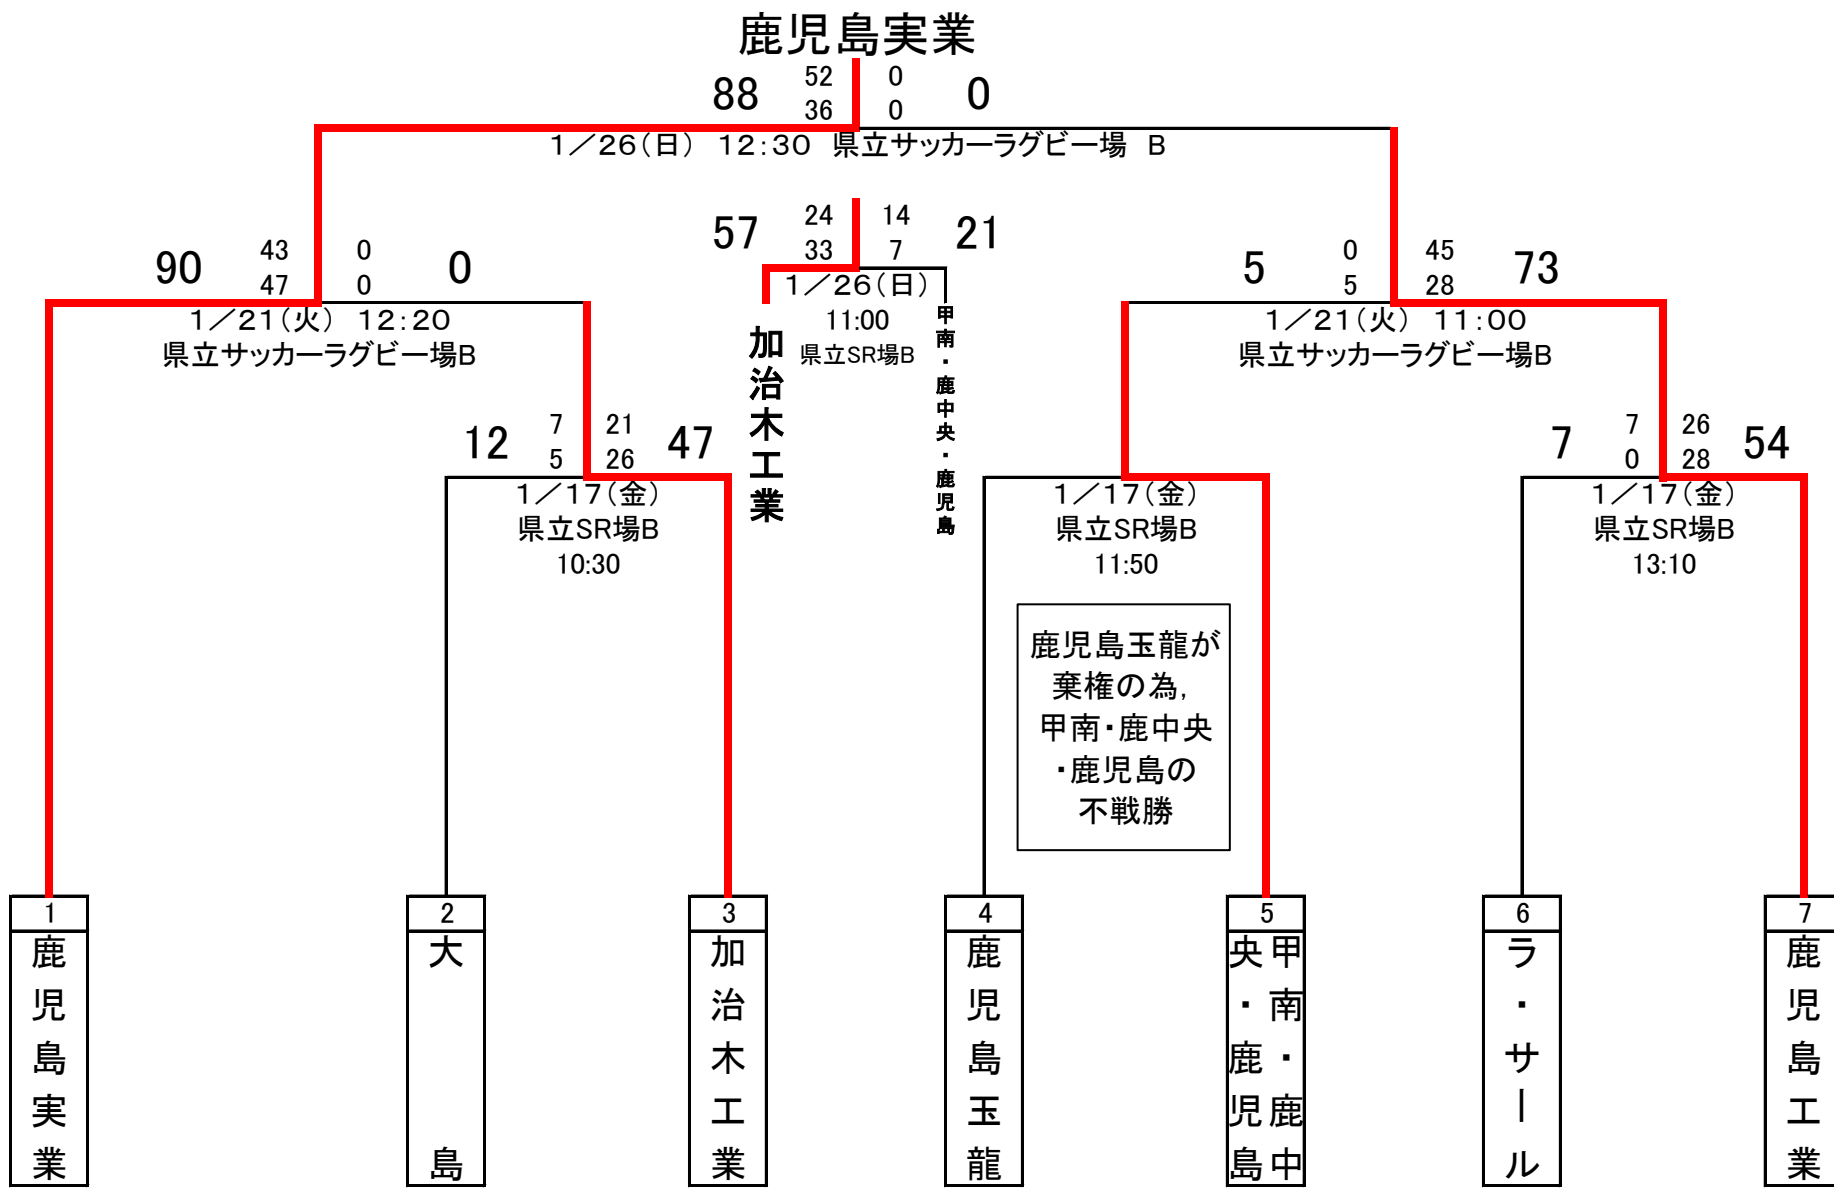 鹿児島実業
88 52 0 0
36 0
1／26(日) 12:30 県立サッカーラグビー場 B
57 24 14 21
33 7
1／26(日)
11:00
県立SR場B
加治木工業
甲南・鹿中央・鹿児島
90 43 0 0
47 0
1／21(火) 12:20
県立サッカーラグビー場B
5 0 45 73
5 28
1／21(火) 11:00
県立サッカーラグビー場B
12 7 21 47
5 26
1／17(金)
県立SR場B
10:30
1／17(金)
県立SR場B
11:50
7 7 26 54
0 28
1／17(金)
県立SR場B
13:10
鹿児島玉龍が
棄権の為,
甲南・鹿中央
・鹿児島の
不戦勝
1
鹿児島実業
2
大島
3
加治木工業
4
鹿児島玉龍
5
甲南・鹿中
央・鹿児島
6
ラ・サール
7
鹿児島工業